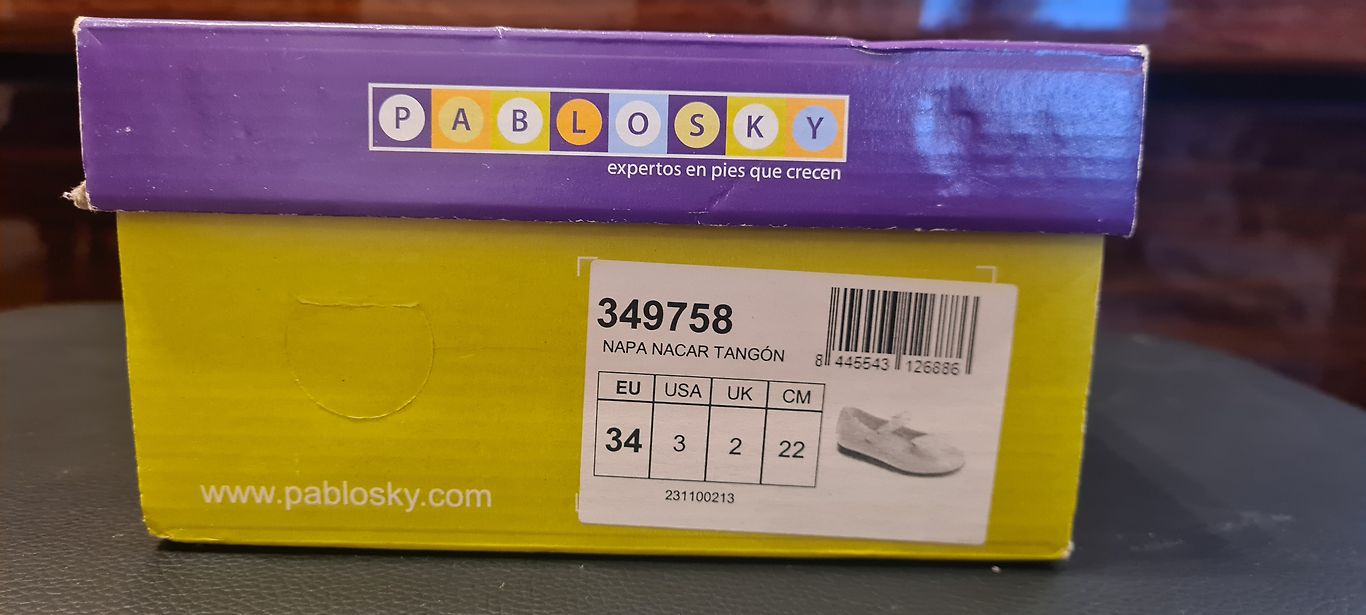 PABLOSKY
expertos en pies que crecen
349758
NAPA NACAR TANGÓN
8 445543 126886
EU USA UK CM
34 3 2 22
231100213
www.pablosky.com